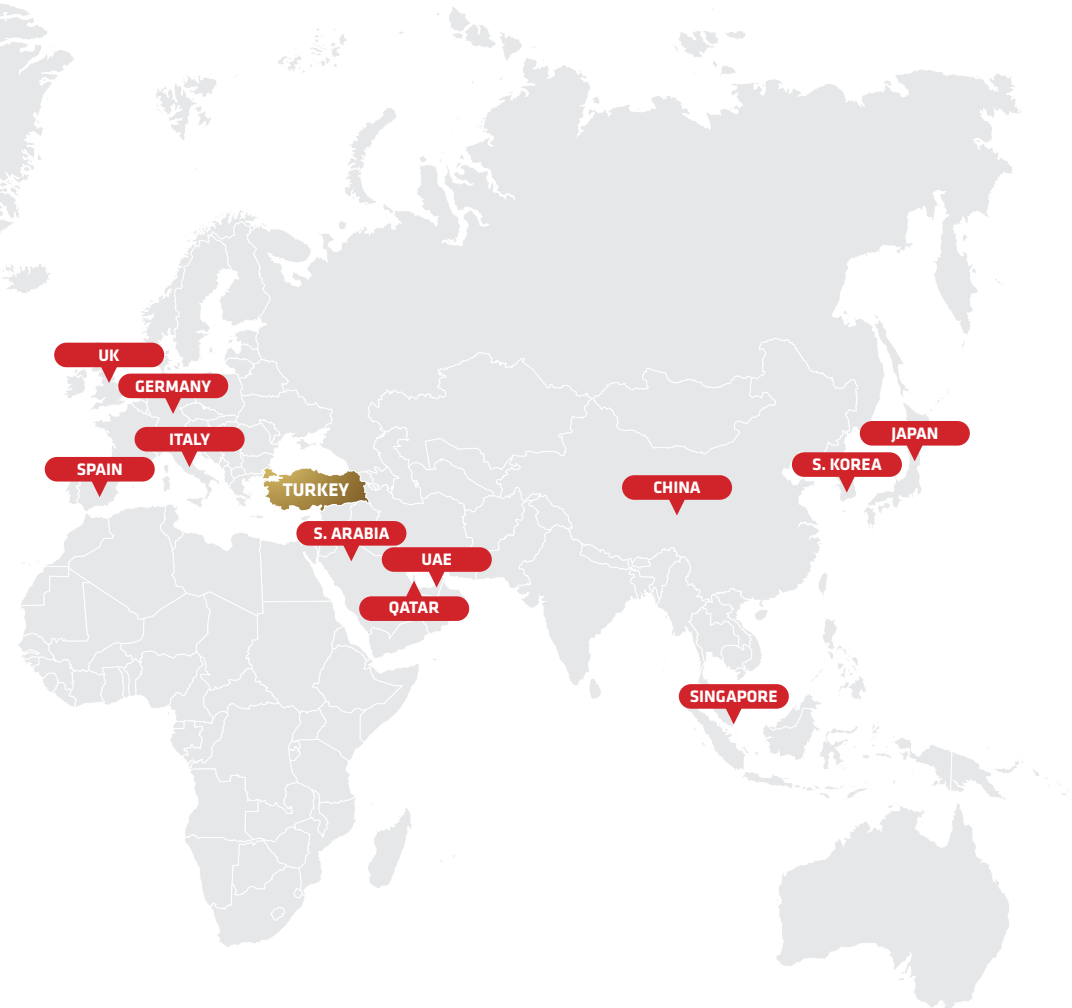 UK
GERMANY
ITALY
SPAIN
TURKEY
JAPAN
S. KOREA
CHINA
S. ARABIA
UAE
QATAR
SINGAPORE